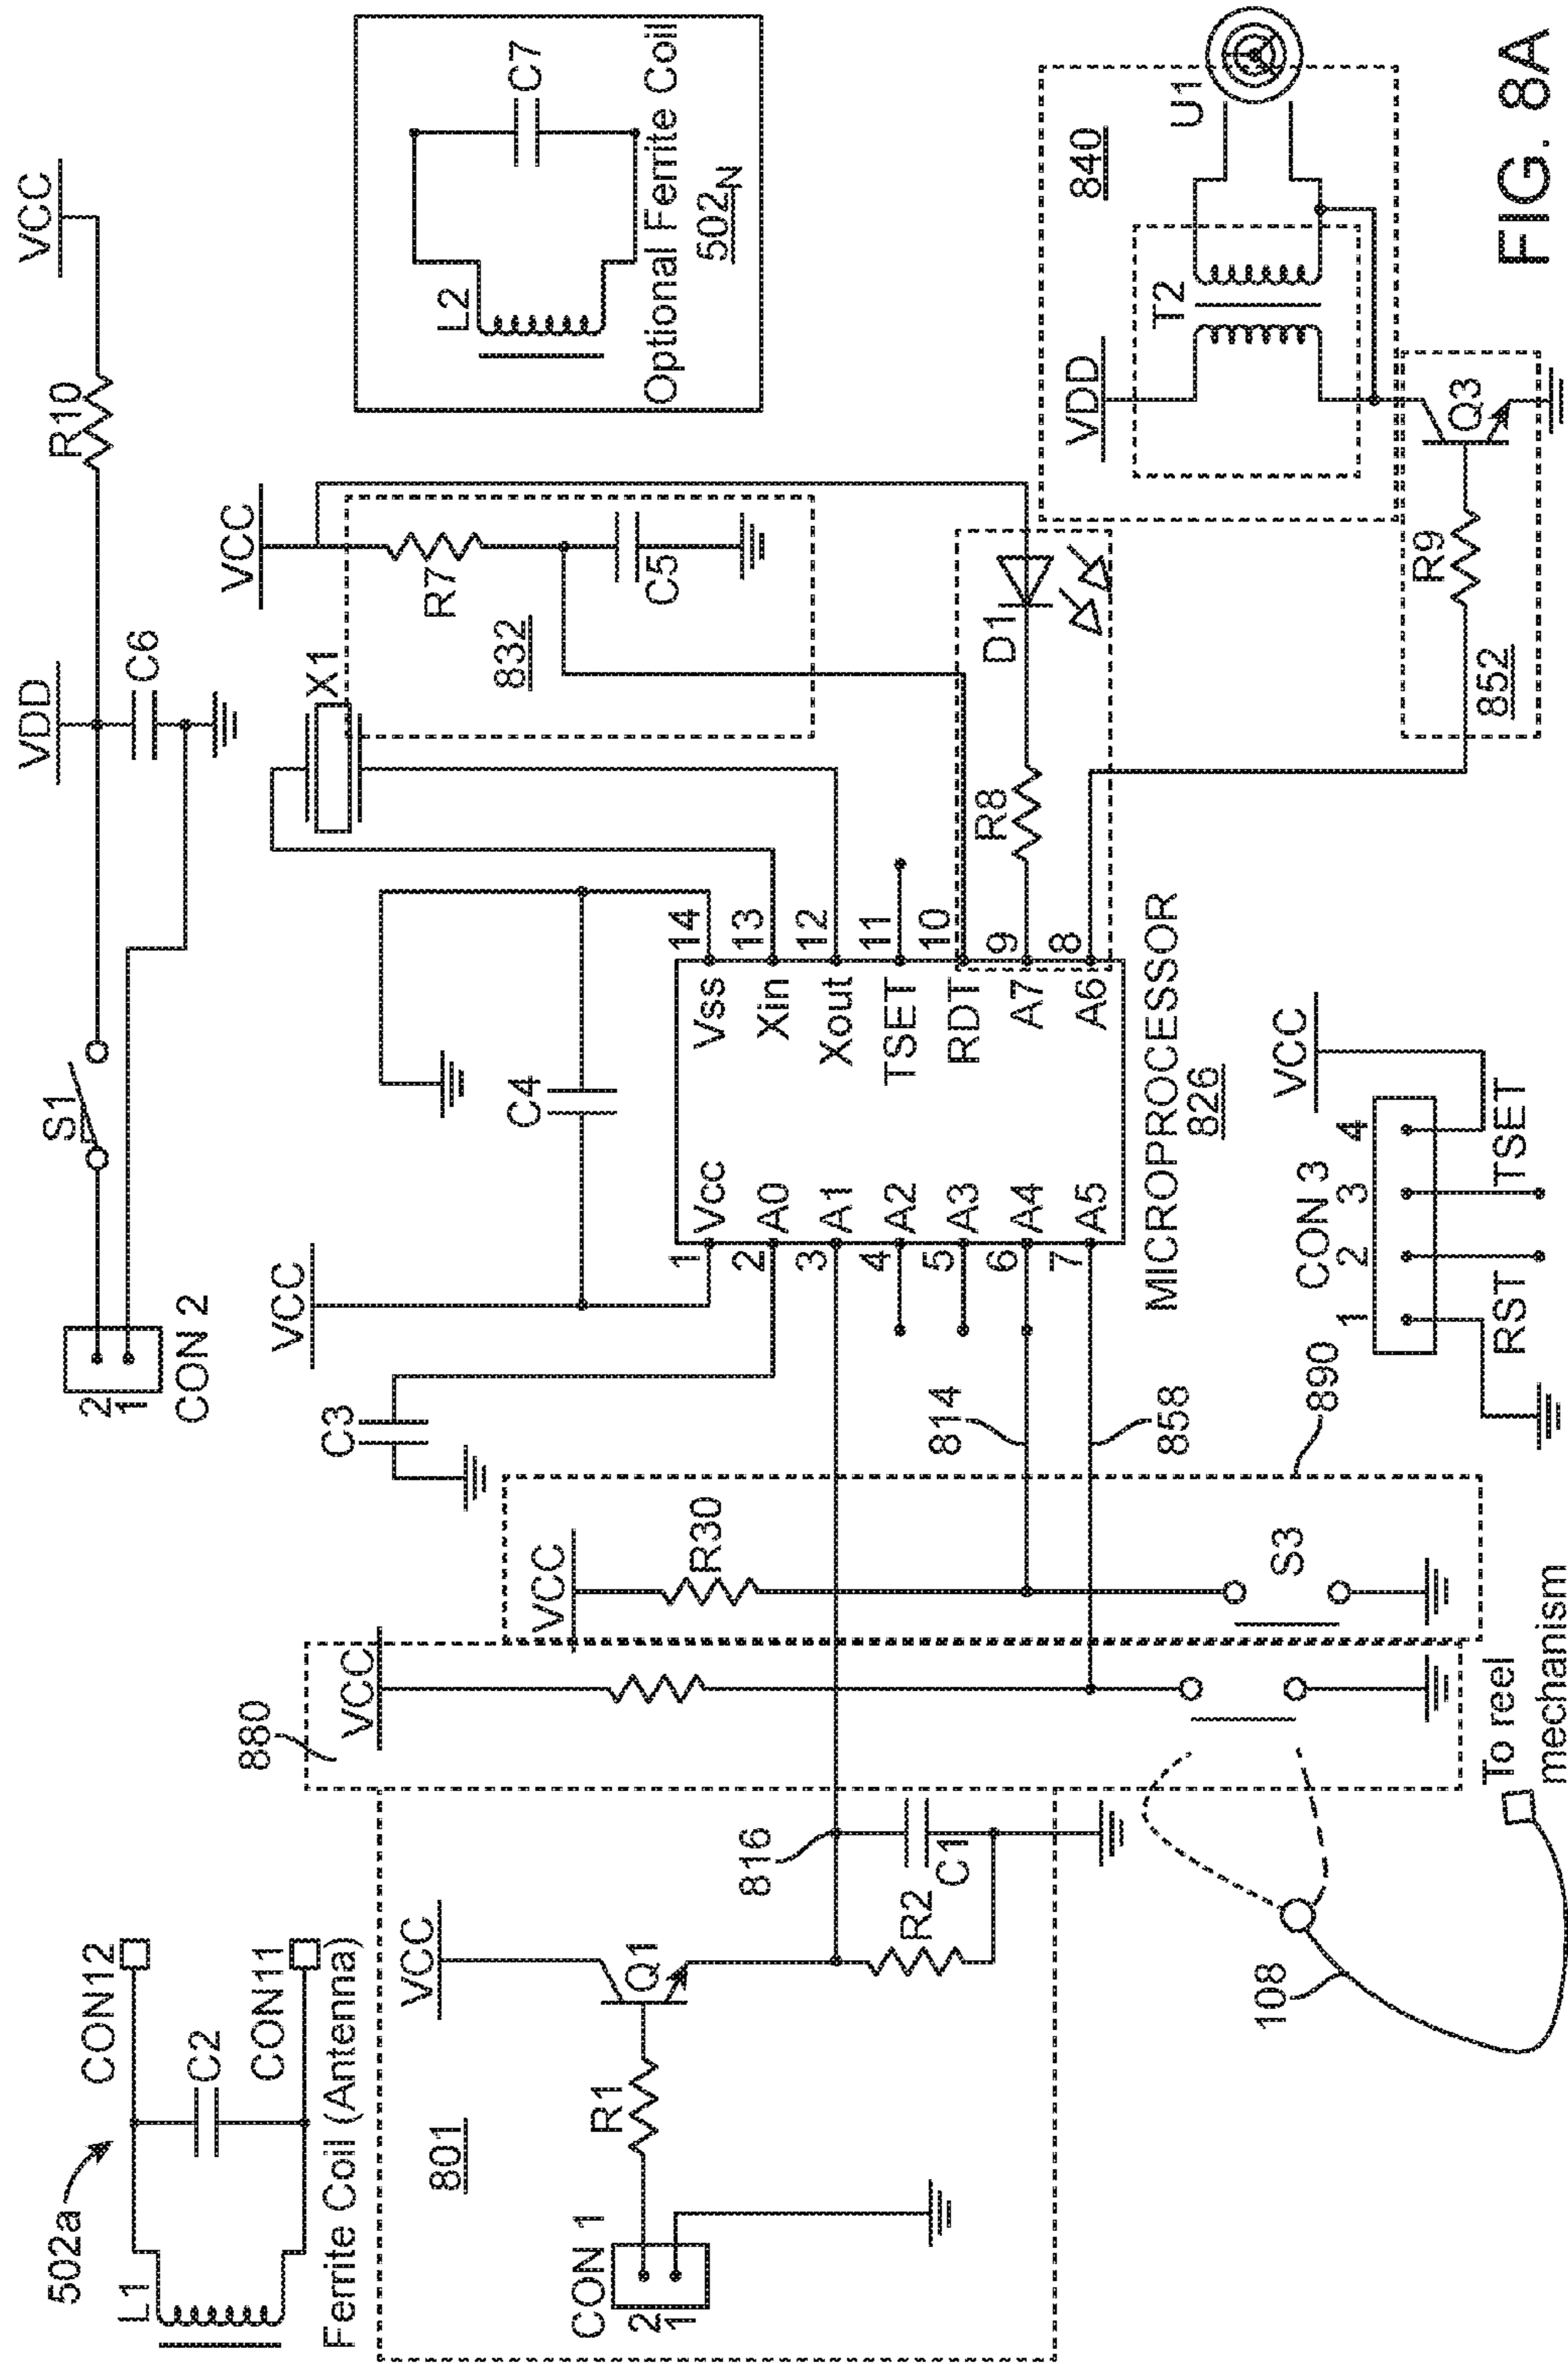 502a
L1
CON12
C2
CON11
Ferrite Coil (Antenna)
2
1
CON 2
S1
VDD
C6
R10
VCC
L2
C7
Optional Ferrite Coil
502N
801
CON 1
2
1
R1
VCC
Q1
816
R2
C1
880
VCC
VCC
R30
S3
814
858
890
108
To reel
mechanism
C3
VCC
C4
1
2
3
4
5
6
7
Vcc
A0
A1
A2
A3
A4
A5
Vss
Xin
Xout
TSET
RDT
A7
A6
14
13
12
11
10
9
8
MICROPROCESSOR
826
CON 3
1
2
3
4
VCC
RST
TSET
X1
VCC
R7
832
C5
R8
D1
VDD
T2
840
U1
852
R9
Q3
FIG. 8A